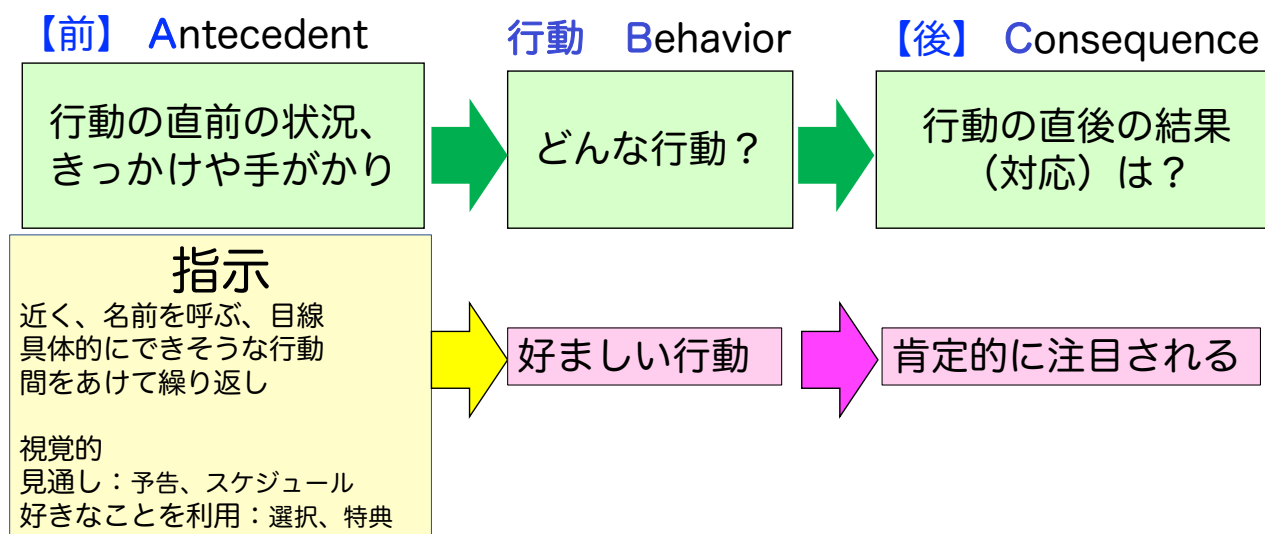 【前】 Antecedent
行動の直前の状況、
きっかけや手がかり
行動 Behavior
どんな行動？
【後】 Consequence
行動の直後の結果
（対応）は？
指示
近く、名前を呼ぶ、目線
具体的にできそうな行動
間をあけて繰り返し
視覚的
見通し：予告、スケジュール
好きなことを利用：選択、特典
好ましい行動
肯定的に注目される